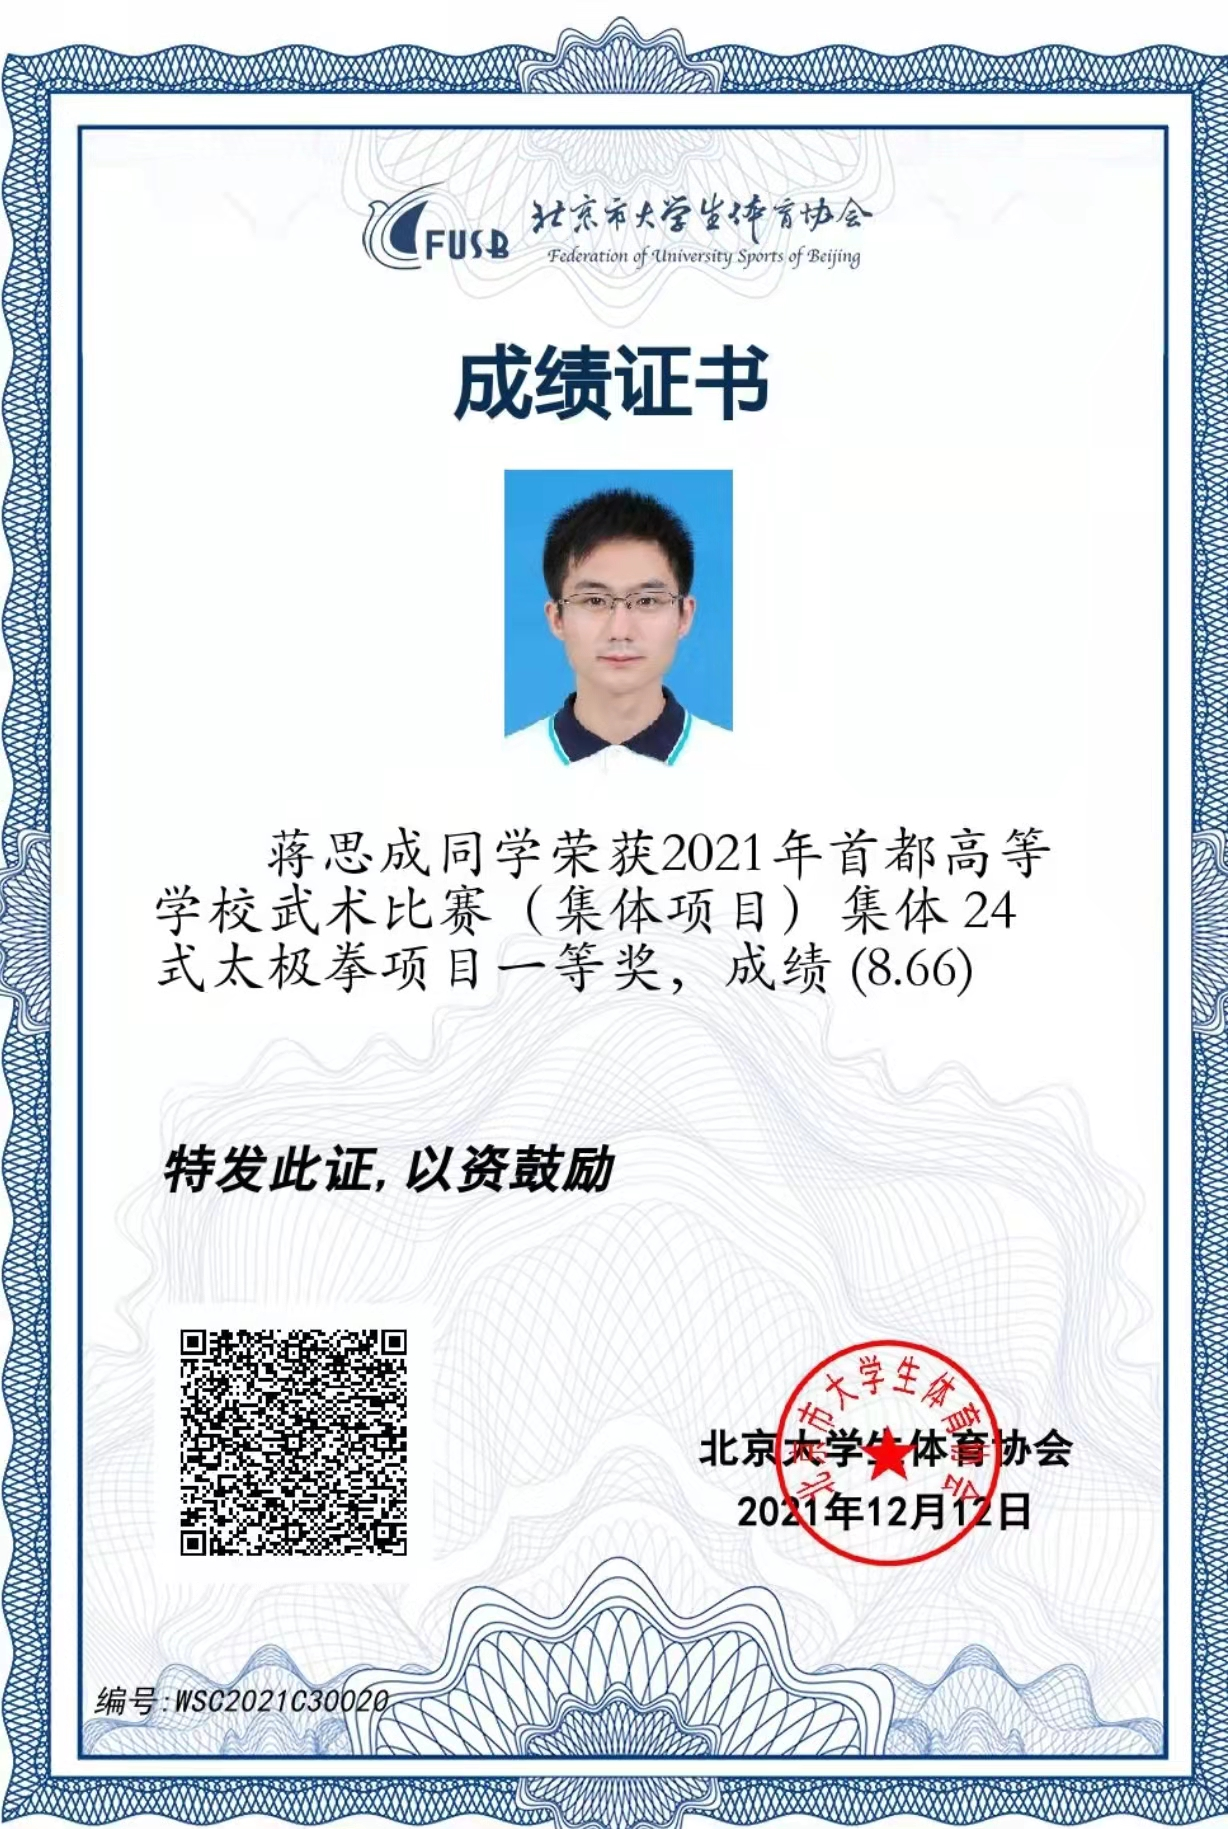 FUSB 北京市大学生体育协会
Federation of University Sports of Beijing
成绩证书
蒋思成同学荣获2021年首都高等
学校武术比赛（集体项目）集体 24
式太极拳项目一等奖，成绩 (8.66)
特发此证,以资鼓励
北京市大学生体育协会
北京大学生体育协会
2021年12月12日
编号:WSC2021C30020